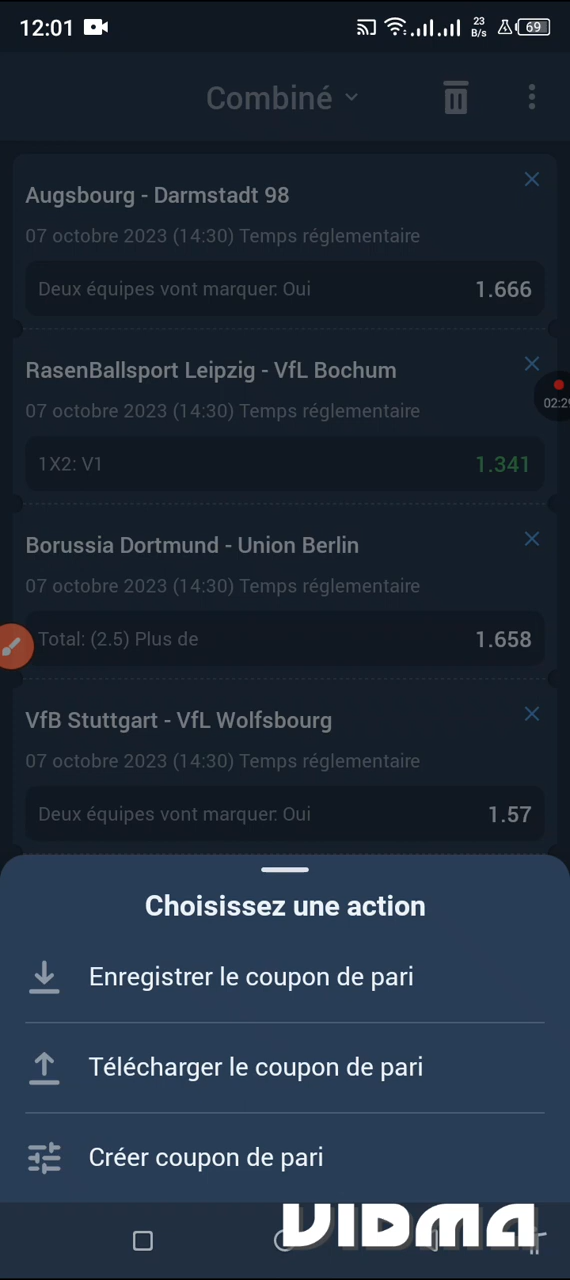 12:01
23
B/s
69
Combiné
Augsbourg - Darmstadt 98
07 octobre 2023 (14:30) Temps réglementaire
Deux équipes vont marquer: Oui 1.666
RasenBallsport Leipzig - VfL Bochum
07 octobre 2023 (14:30) Temps réglementaire
02:29
1X2: V1 1.341
Borussia Dortmund - Union Berlin
07 octobre 2023 (14:30) Temps réglementaire
Total: (2.5) Plus de 1.658
VfB Stuttgart - VfL Wolfsbourg
07 octobre 2023 (14:30) Temps réglementaire
Deux équipes vont marquer: Oui 1.57
Choisissez une action
Enregistrer le coupon de pari
Télécharger le coupon de pari
Créer coupon de pari
VIDMA